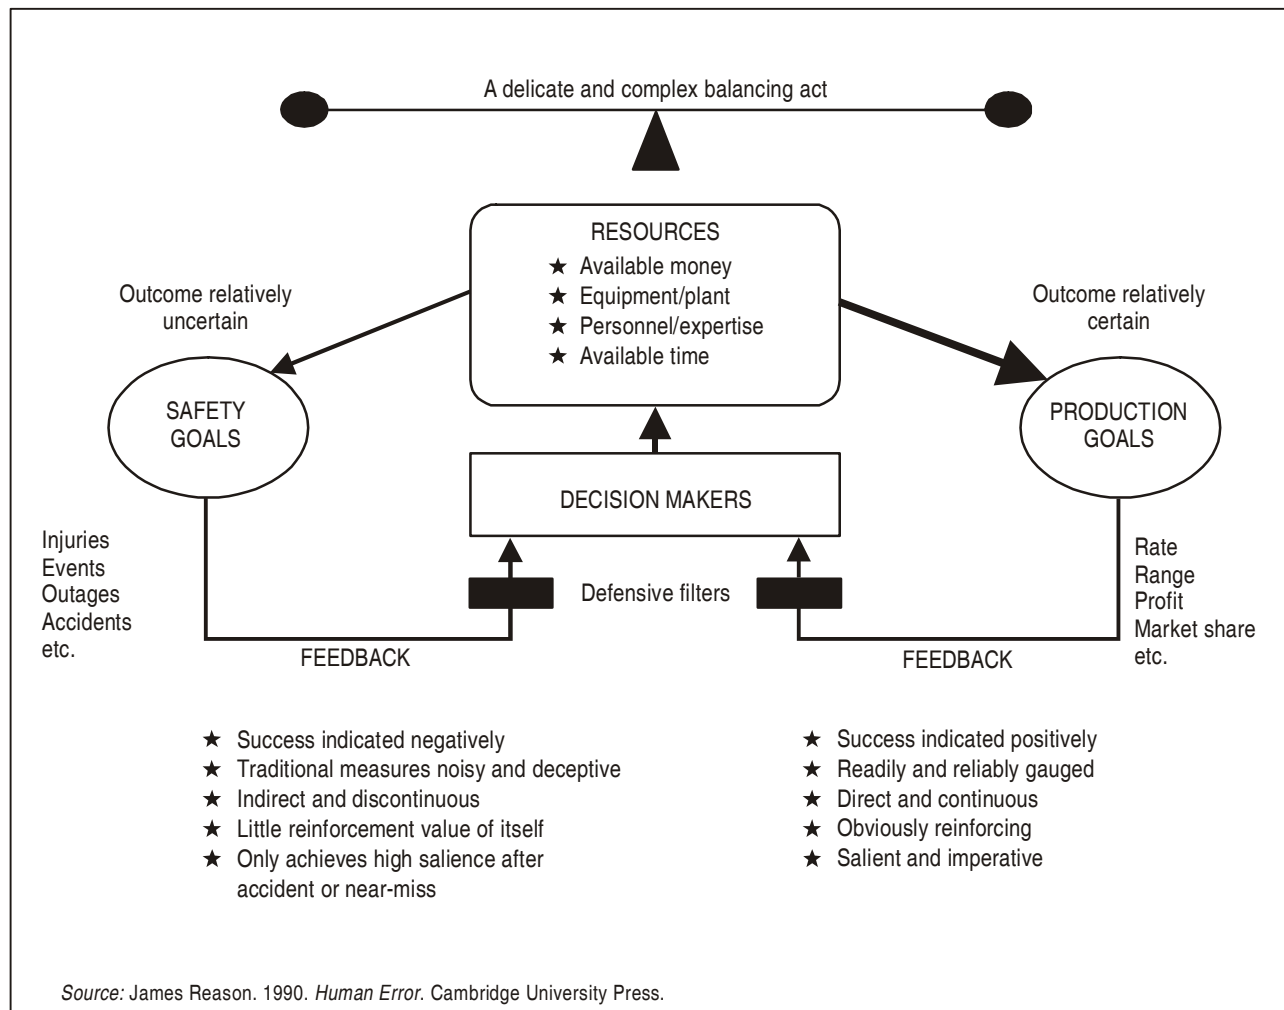 A delicate and complex balancing act
RESOURCES
★ Available money
★ Equipment/plant
★ Personnel/expertise
★ Available time
Outcome relatively
uncertain
Outcome relatively
certain
SAFETY
GOALS
PRODUCTION
GOALS
DECISION MAKERS
Injuries
Events
Outages
Accidents
etc.
Defensive filters
Rate
Range
Profit
Market share
etc.
FEEDBACK
FEEDBACK
★ Success indicated negatively
★ Traditional measures noisy and deceptive
★ Indirect and discontinuous
★ Little reinforcement value of itself
★ Only achieves high salience after
accident or near-miss
★ Success indicated positively
★ Readily and reliably gauged
★ Direct and continuous
★ Obviously reinforcing
★ Salient and imperative
Source: James Reason. 1990. Human Error. Cambridge University Press.